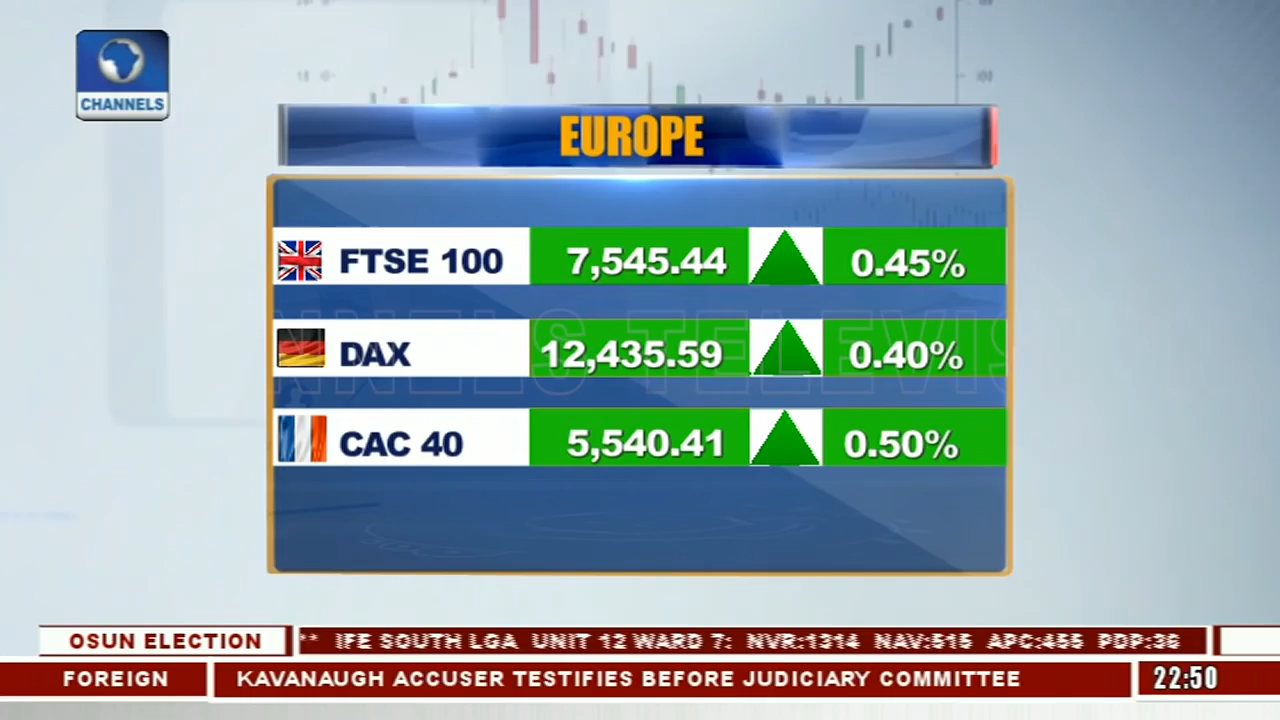 CHANNELS
EUROPE
FTSE 100 7,545.44 0.45%
DAX 12,435.59 0.40%
CAC 40 5,540.41 0.50%
OSUN ELECTION ** IFE SOUTH LGA UNIT 12 WARD 7: NVR:1314 NAV:515 APC:455 PDP:36
FOREIGN KAVANAUGH ACCUSER TESTIFIES BEFORE JUDICIARY COMMITTEE 22:50